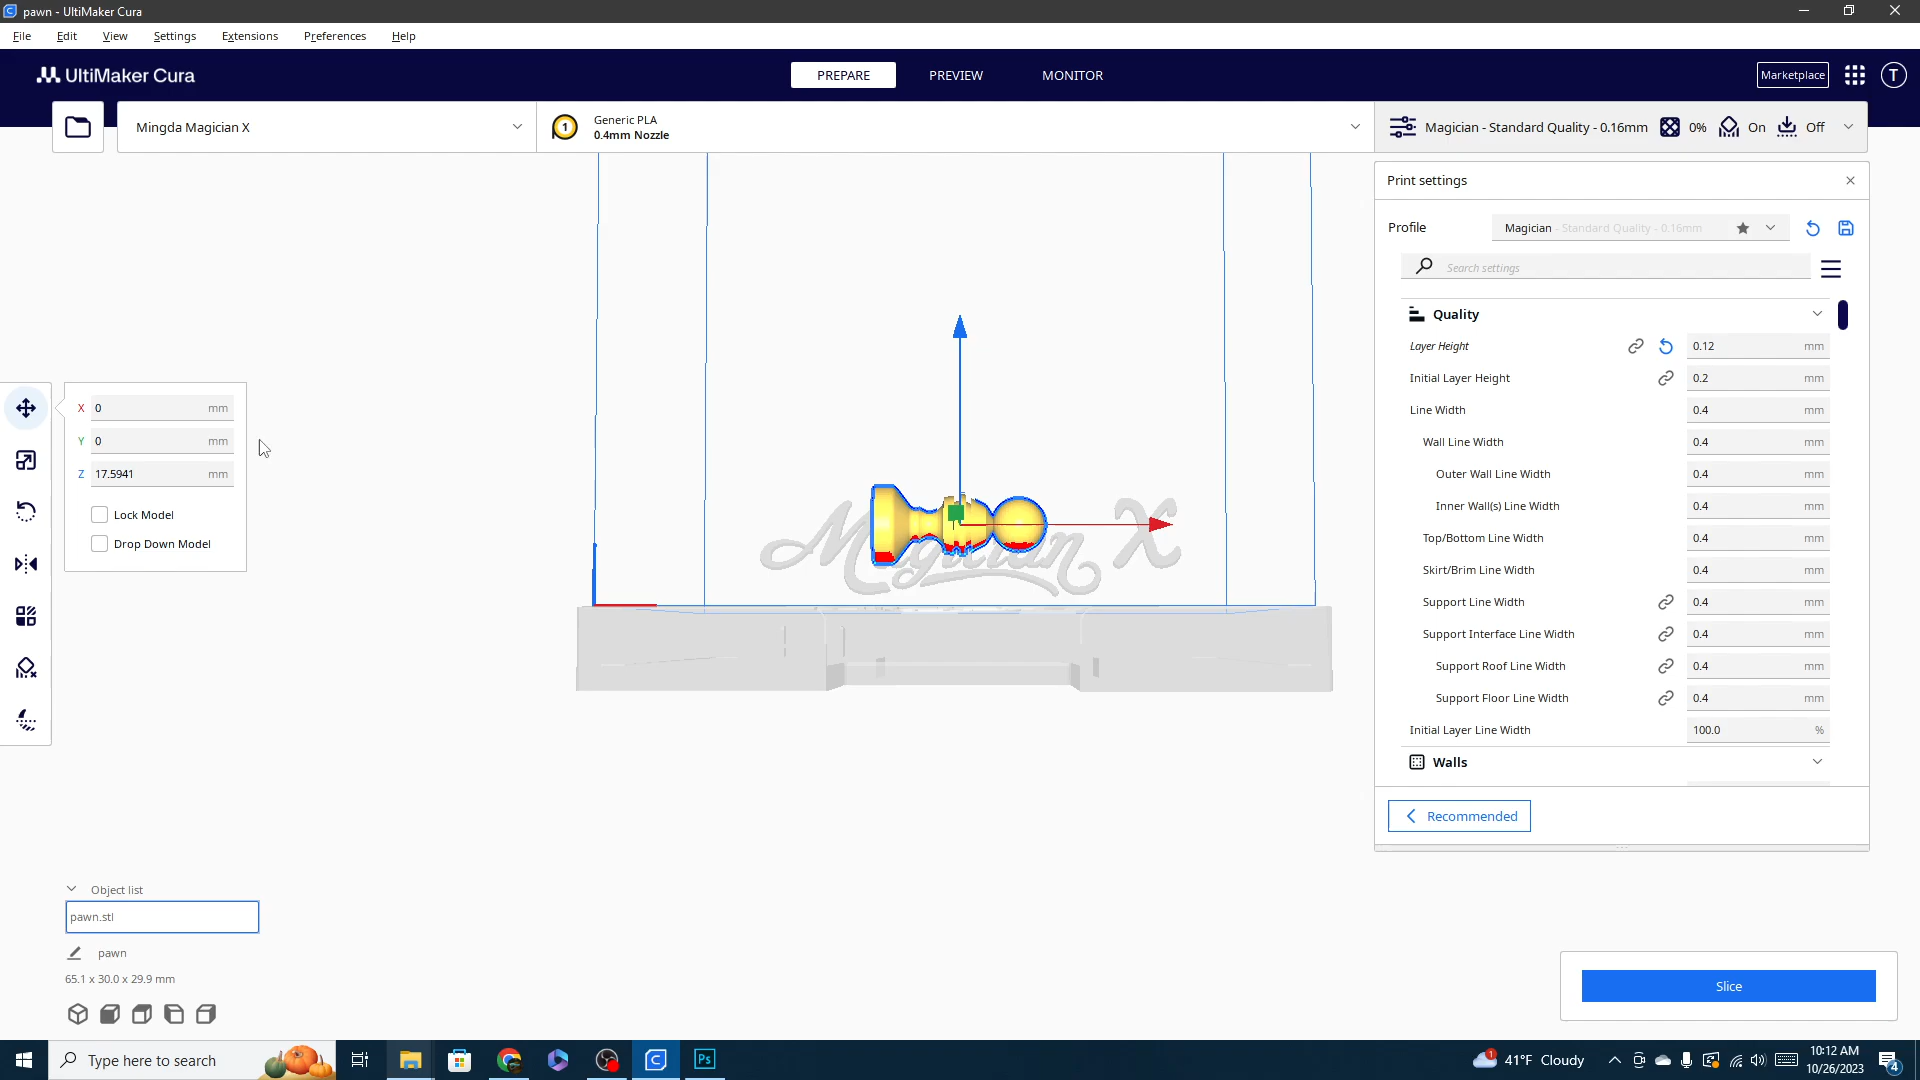 pawn - UltiMaker Cura
File Edit View Settings Extensions Preferences Help
UltiMaker Cura
PREPARE
PREVIEW
MONITOR
Marketplace
T
Mingda Magician X
1
Generic PLA
0.4mm Nozzle
Magician - Standard Quality - 0.16mm
0%
On
Off
Print settings
Profile
Magician - Standard Quality - 0.16mm
Search settings
Quality
Layer Height 0.12 mm
Initial Layer Height 0.2 mm
Line Width 0.4 mm
Wall Line Width 0.4 mm
Outer Wall Line Width 0.4 mm
Inner Wall(s) Line Width 0.4 mm
Top/Bottom Line Width 0.4 mm
Skirt/Brim Line Width 0.4 mm
Support Line Width 0.4 mm
Support Interface Line Width 0.4 mm
Support Roof Line Width 0.4 mm
Support Floor Line Width 0.4 mm
Initial Layer Line Width 100.0 %
Walls
Recommended
X 0 mm
Y 0 mm
Z 17.5941 mm
Lock Model
Drop Down Model
Magician X
Object list
pawn.stl
pawn
65.1 x 30.0 x 29.9 mm
Slice
Type here to search
C
Ps
1
41°F Cloudy
10:12 AM
10/26/2023
4